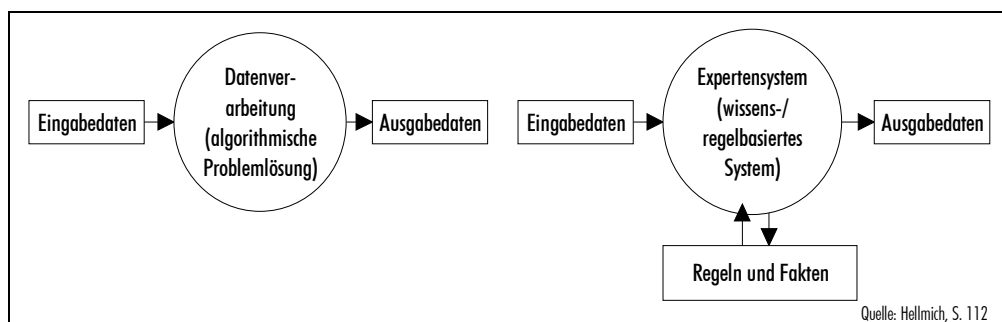 Eingabedaten
Datenver-
arbeitung
(algorithmische
Problemlösung)
Ausgabedaten
Eingabedaten
Expertensystem
(wissens-/
regelbasiertes
System)
Ausgabedaten
Regeln und Fakten
Quelle: Hellmich, S. 112